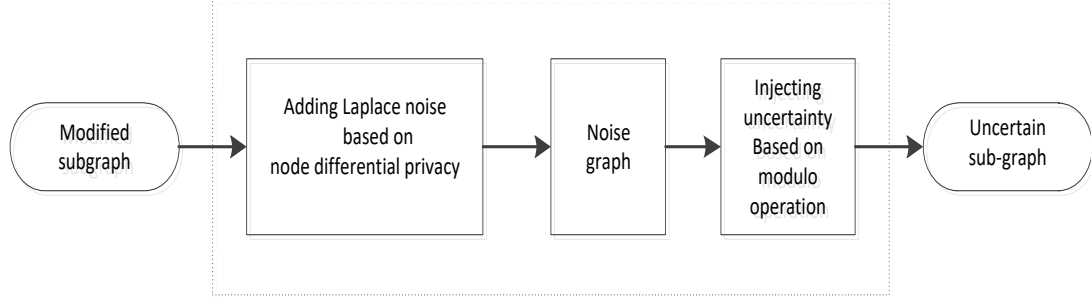 Modified
subgraph
Adding Laplace noise
based on
node differential privacy
Noise
graph
Injecting
uncertainty
Based on
modulo
operation
Uncertain
sub-graph